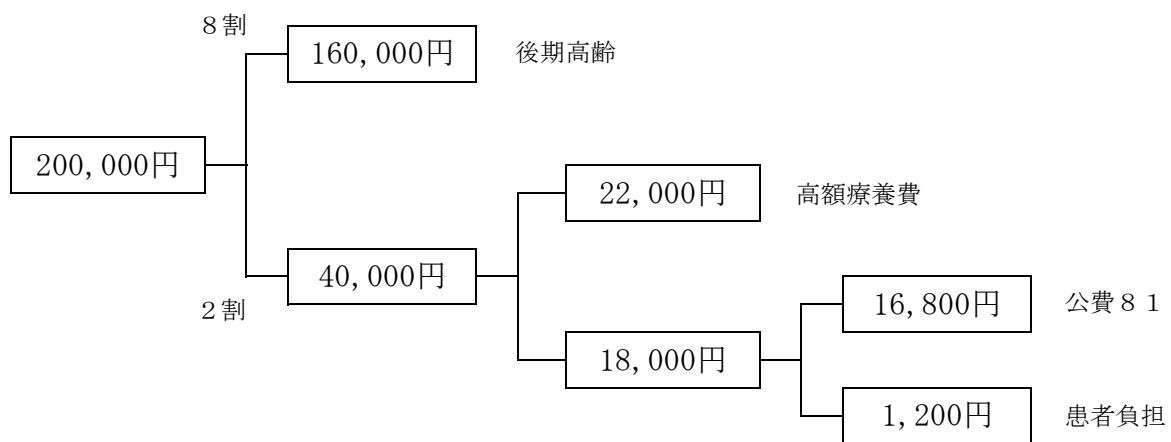 ８割
160,000円 後期高齢
200,000円
22,000円 高額療養費
40,000円
２割
16,800円 公費８１
18,000円
1,200円 患者負担